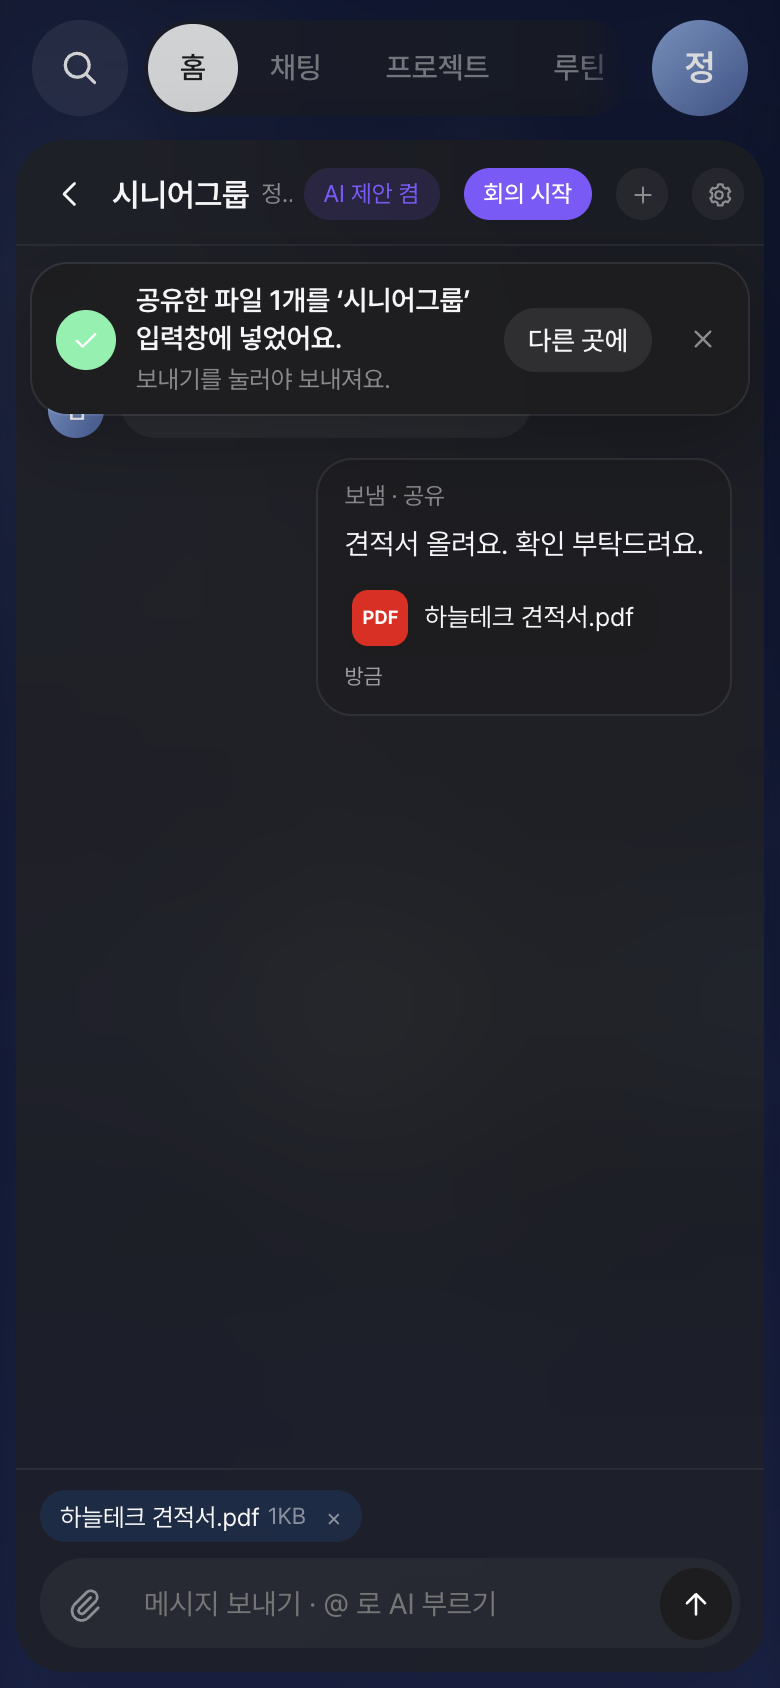 홈 채팅 프로젝트 루틴 정
시니어그룹 정.. AI 제안 켬 회의 시작
공유한 파일 1개를 ‘시니어그룹’
입력창에 넣었어요.
다른 곳에
보내기를 눌러야 보내져요.
보냄 · 공유
견적서 올려요. 확인 부탁드려요.
PDF 하늘테크 견적서.pdf
방금
하늘테크 견적서.pdf 1KB ×
메시지 보내기 · @ 로 AI 부르기